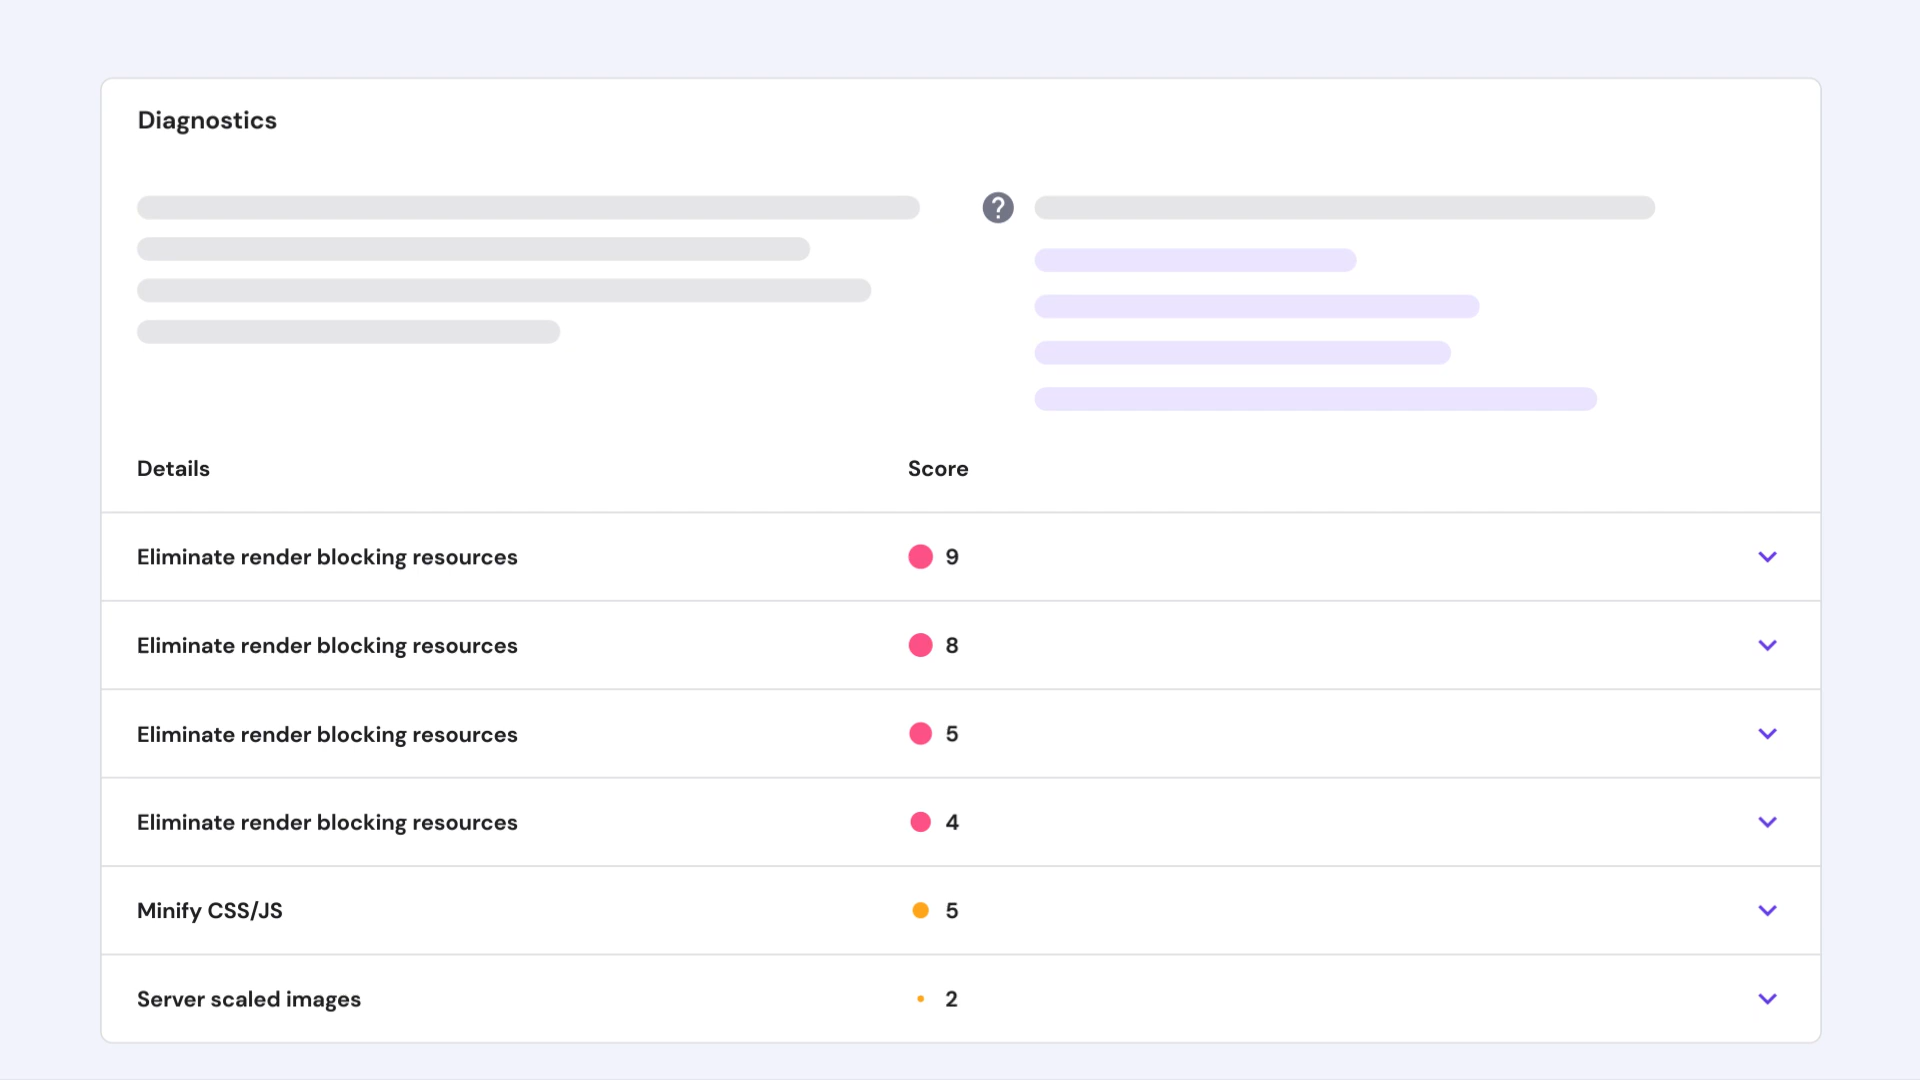 Diagnostics
?
Details Score
Eliminate render blocking resources 9
Eliminate render blocking resources 8
Eliminate render blocking resources 5
Eliminate render blocking resources 4
Minify CSS/JS 5
Server scaled images 2